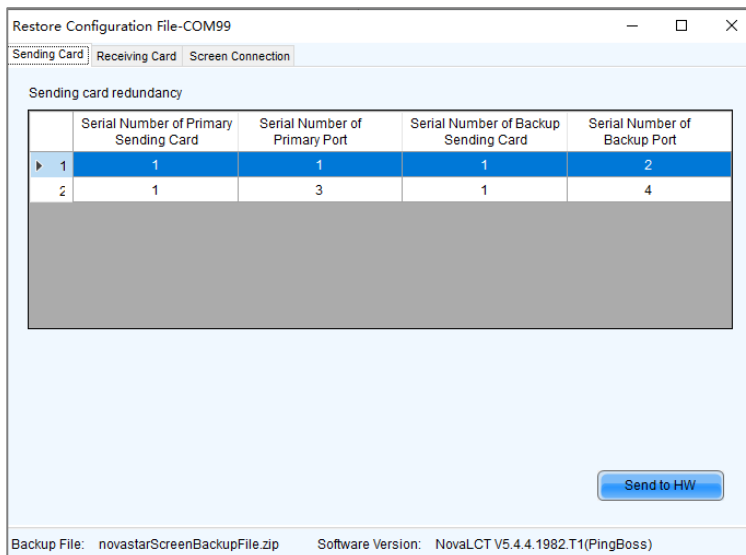 Restore Configuration File-COM99
Sending Card Receiving Card Screen Connection
Sending card redundancy
Serial Number of Primary Sending Card Serial Number of Primary Port Serial Number of Backup Sending Card Serial Number of Backup Port
1 1 1 1 2
2 1 3 1 4
Send to HW
Backup File: novastarScreenBackupFile.zip Software Version: NovaLCT V5.4.4.1982.T1(PingBoss)